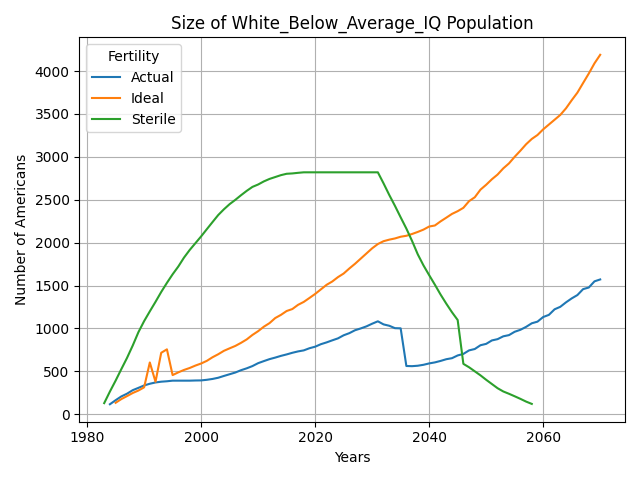 Size of White_Below_Average_IQ Population
Fertility
Actual
Ideal
Sterile
Number of Americans
4000
3500
3000
2500
2000
1500
1000
500
0
1980 2000 2020 2040 2060
Years